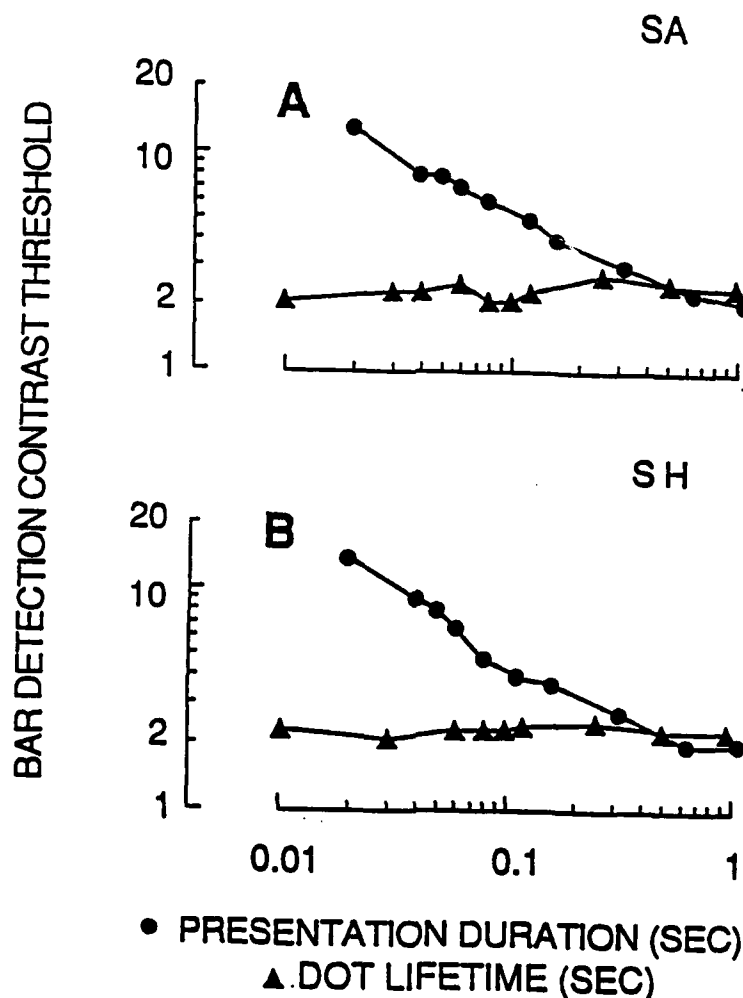 SA
20
A
10
2
1
SH
20
B
10
2
1
BAR DETECTION CONTRAST THRESHOLD
0.01 0.1 1
● PRESENTATION DURATION (SEC)
▲ DOT LIFETIME (SEC)